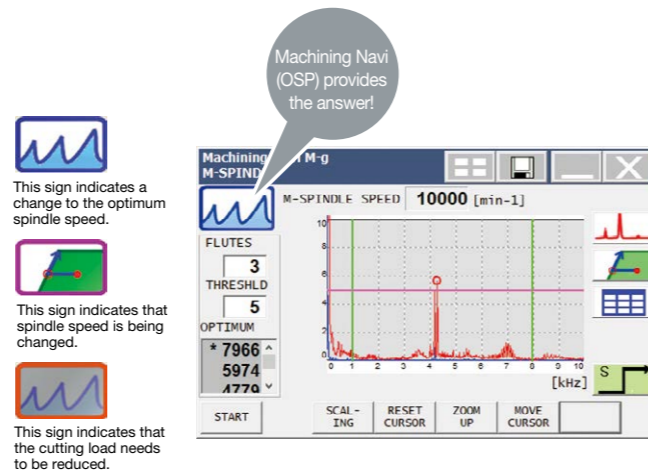 Machining Navi
(OSP) provides
the answer!
This sign indicates a
change to the optimum
spindle speed.
This sign indicates that
spindle speed is being
changed.
This sign indicates that
the cutting load needs
to be reduced.
Machining M-g
M-SPIND
M-SPINDLE SPEED 10000 [min-1]
FLUTES
3
THRESHLD
5
OPTIMUM
* 7966
5974
4779
10
8
6
4
2
0
0 1 2 3 4 5 6 7 8 9 10
[kHz]
S
START
SCAL-
ING
RESET
CURSOR
ZOOM
UP
MOVE
CURSOR